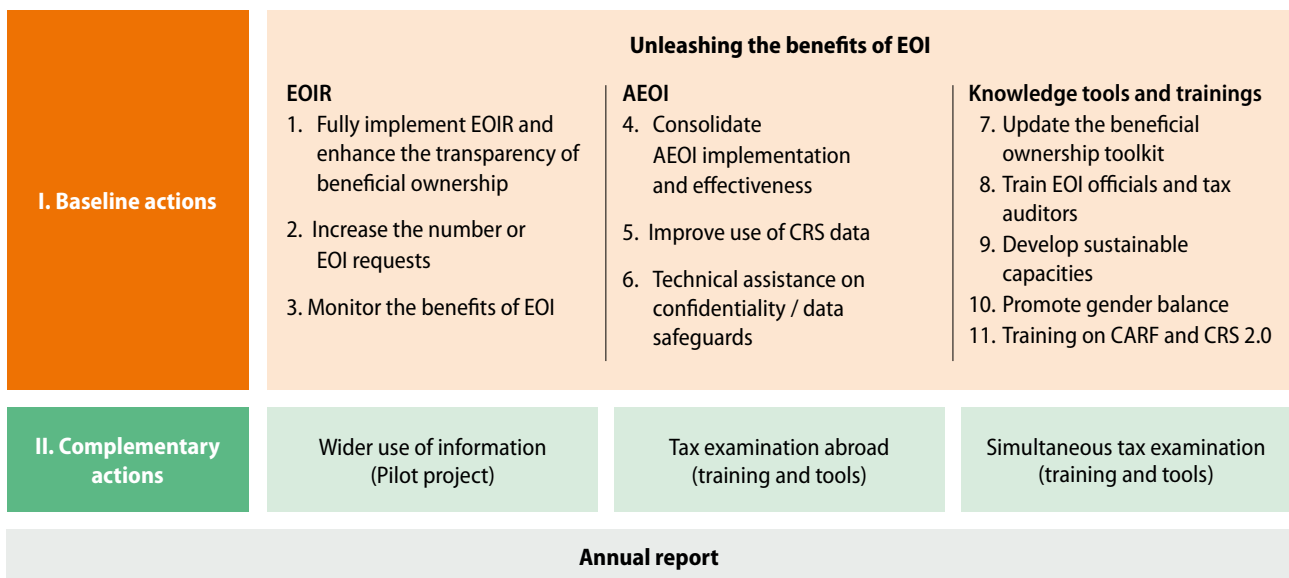 I. Baseline actions
Unleashing the benefits of EOI
EOIR
1. Fully implement EOIR and
enhance the transparency of
beneficial ownership
2. Increase the number or
EOI requests
3. Monitor the benefits of EOI
AEOI
4. Consolidate
AEOI implementation
and effectiveness
5. Improve use of CRS data
6. Technical assistance on
confidentiality / data
safeguards
Knowledge tools and trainings
7. Update the beneficial
ownership toolkit
8. Train EOI officials and tax
auditors
9. Develop sustainable
capacities
10. Promote gender balance
11. Training on CARF and CRS 2.0
II. Complementary
actions
Wider use of information
(Pilot project)
Tax examination abroad
(training and tools)
Simultaneous tax examination
(training and tools)
Annual report